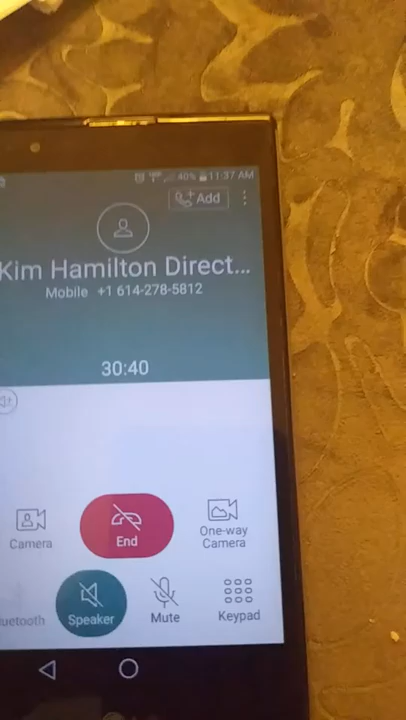 40% 11:37 AM
Add
Kim Hamilton Direct...
Mobile +1 614-278-5812
30:40
Camera
End
One-way
Camera
uetooth
Speaker
Mute
Keypad